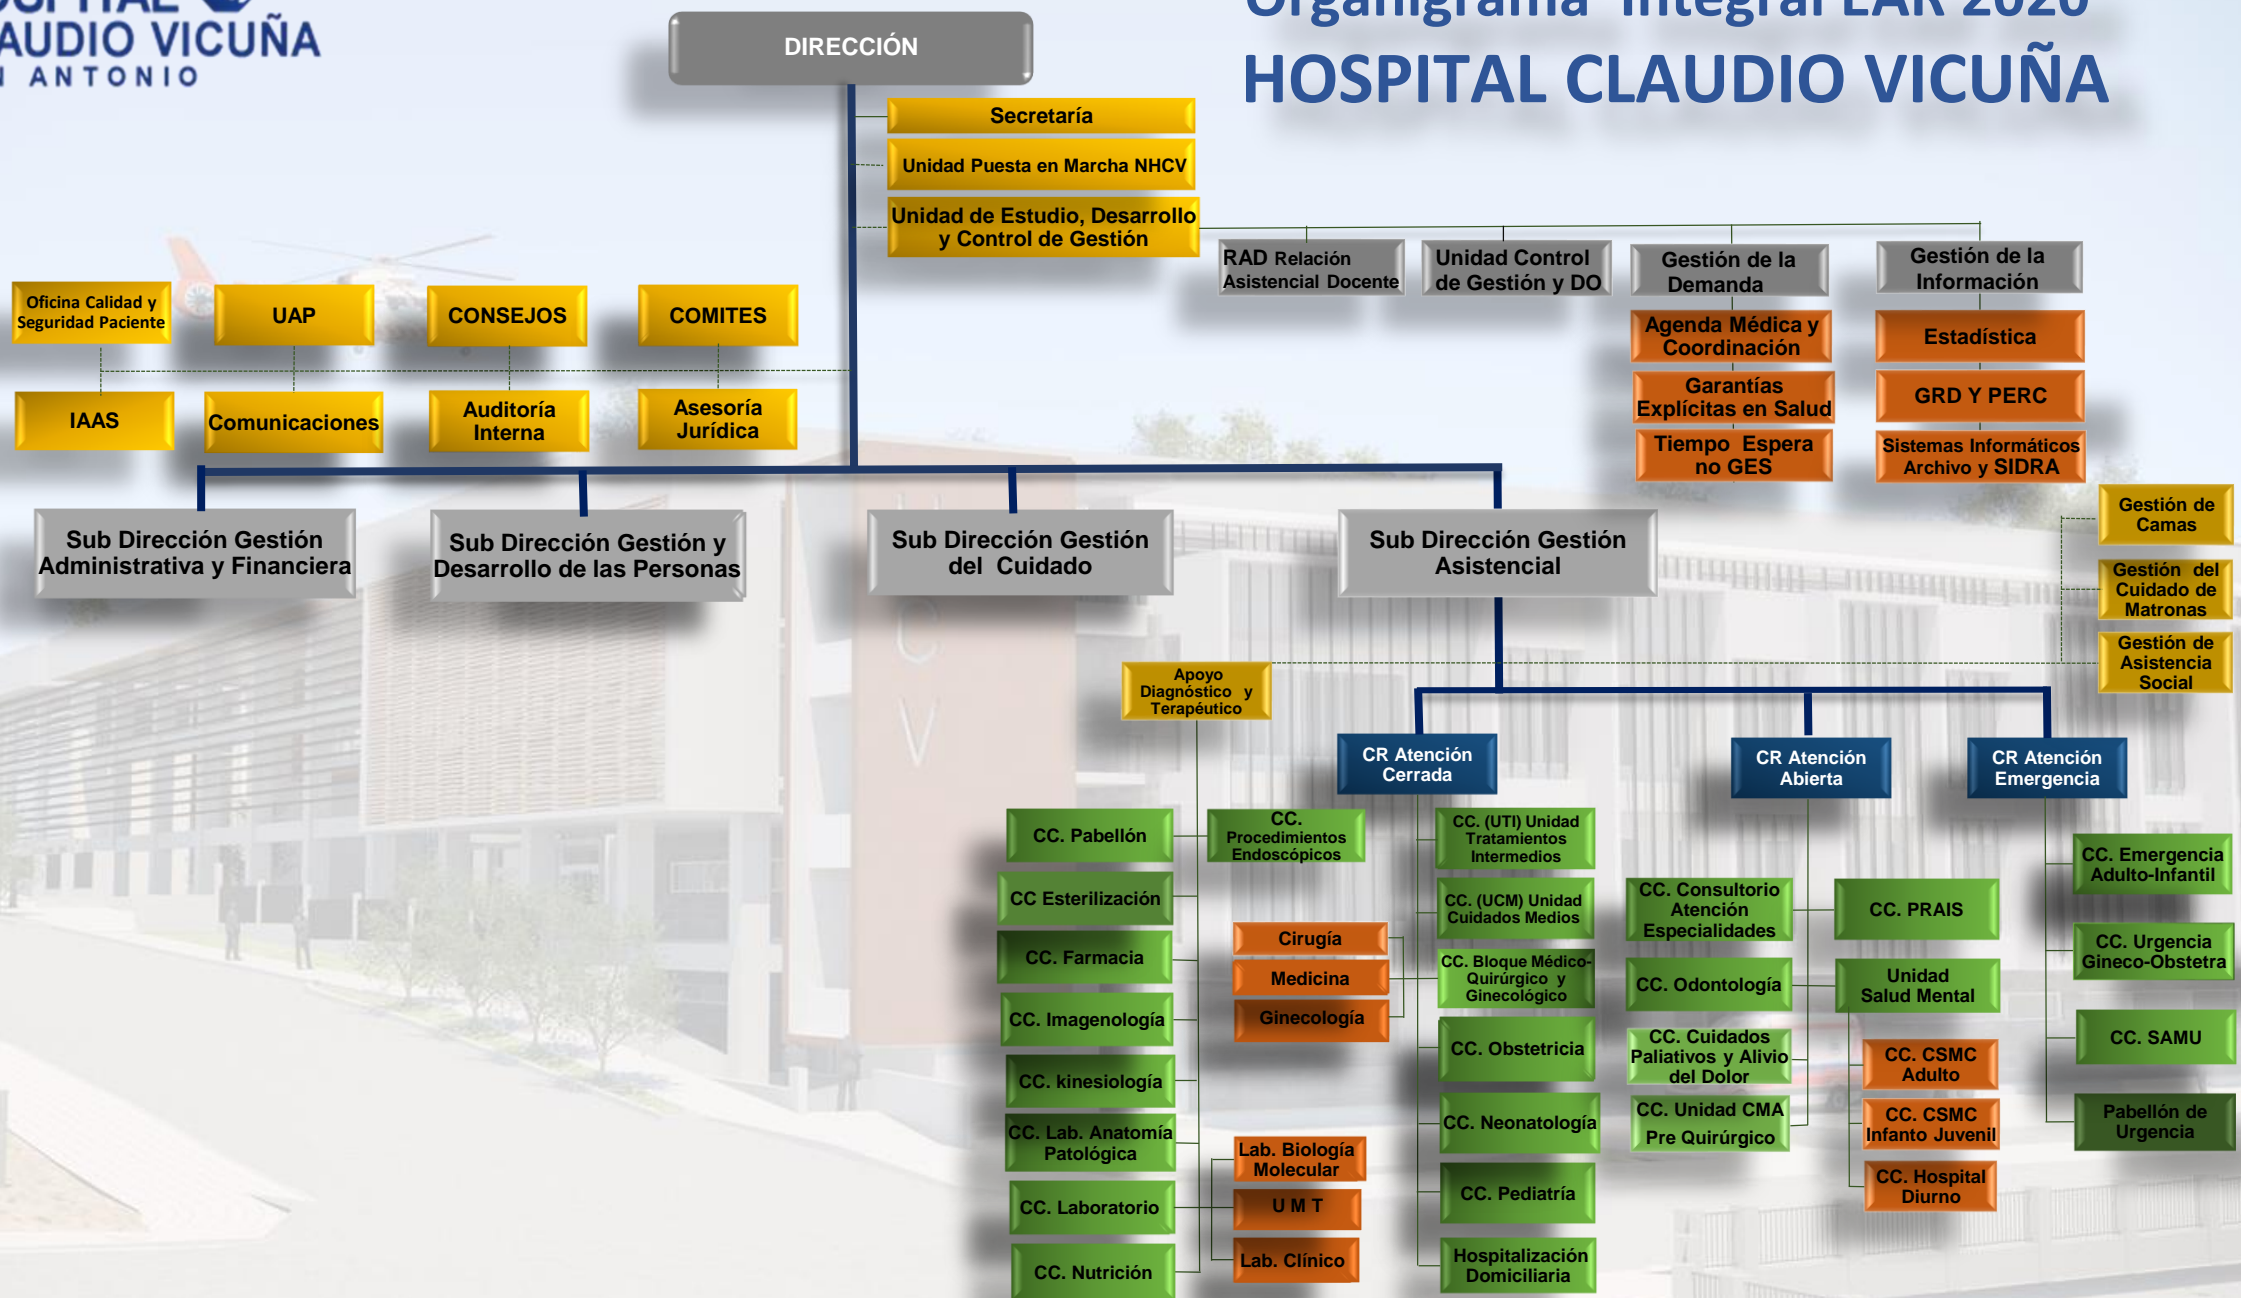 Organigrama Integral EAR 2020
HOSPITAL CLAUDIO VICUÑA
OSPITAL
AUDIO VICUÑA
ANTONIO
DIRECCIÓN
Secretaría
Unidad Puesta en Marcha NHCV
Unidad de Estudio, Desarrollo
y Control de Gestión
RAD Relación
Asistencial Docente
Unidad Control
de Gestión y DO
Gestión de la
Demanda
Gestión de la
Información
Agenda Médica y
Coordinación
Garantías
Explícitas en Salud
Tiempo Espera
no GES
Estadística
GRD Y PERC
Sistemas Informáticos
Archivo y SIDRA
Oficina Calidad y
Seguridad Paciente
UAP
CONSEJOS
COMITES
IAAS
Comunicaciones
Auditoría
Interna
Asesoría
Jurídica
Sub Dirección Gestión
Administrativa y Financiera
Sub Dirección Gestión y
Desarrollo de las Personas
Sub Dirección Gestión
del Cuidado
Sub Dirección Gestión
Asistencial
Gestión de
Camas
Gestión del
Cuidado de
Matronas
Gestión de
Asistencia
Social
Apoyo
Diagnóstico y
Terapéutico
CR Atención
Cerrada
CR Atención
Abierta
CR Atención
Emergencia
CC. Pabellón
CC.
Procedimientos
Endoscópicos
CC Esterilización
CC. Farmacia
CC. Imagenología
CC. kinesiología
CC. Lab. Anatomía
Patológica
CC. Laboratorio
CC. Nutrición
Lab. Biología
Molecular
U M T
Lab. Clínico
CC. (UTI) Unidad
Tratamientos
Intermedios
CC. (UCM) Unidad
Cuidados Medios
CC. Bloque Médico-
Quirúrgico y
Ginecológico
Cirugía
Medicina
Ginecología
CC. Obstetricia
CC. Neonatología
CC. Pediatría
Hospitalización
Domiciliaria
CC. Consultorio
Atención
Especialidades
CC. PRAIS
CC. Odontología
Unidad
Salud Mental
CC. Cuidados
Paliativos y Alivio
del Dolor
CC. Unidad CMA
Pre Quirúrgico
CC. CSMC
Adulto
CC. CSMC
Infanto Juvenil
CC. Hospital
Diurno
CC. Emergencia
Adulto-Infantil
CC. Urgencia
Gineco-Obstetra
CC. SAMU
Pabellón de
Urgencia
H
C
V